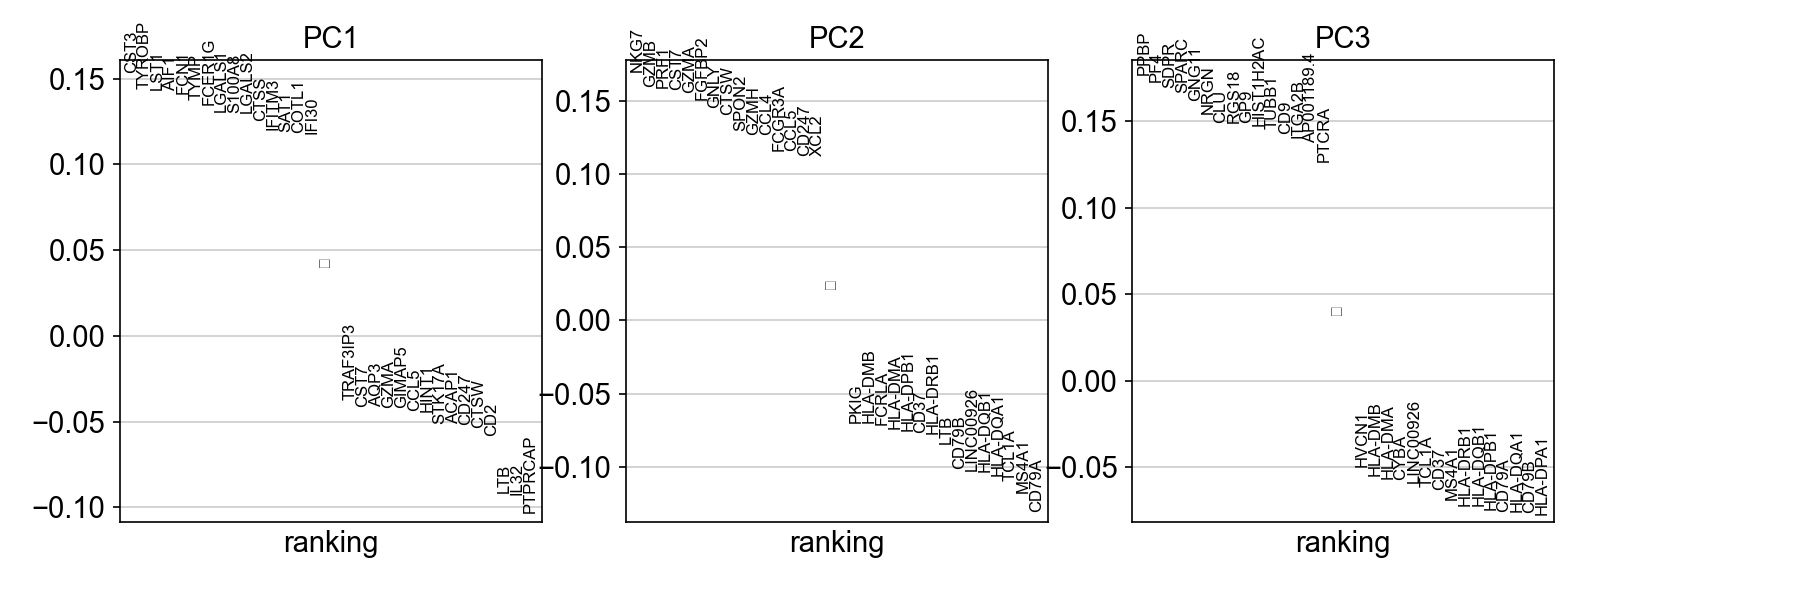 PC1
0.15
0.10
0.05
0.00
−0.05
−0.10
CST3
TYROBP
LST1
AIF1
FCN1
TYMP
FCER1G
LGALS1
S100A8
LGALS2
CTSS
IFITM3
SAT1
COTL1
IFI30
TRAF3IP3
CST7
AQP3
GZMA
GIMAP5
CCL5
HINT1
STK17A
ACAP1
CD247
CTSW
CD2
LTB
IL32
PTPRCAP
ranking
PC2
0.15
0.10
0.05
0.00
−0.05
−0.10
NKG7
GZMB
PRF1
CST7
GZMA
FGFBP2
GNLY
CTSW
SPON2
GZMH
CCL4
FCGR3A
CCL5
CD247
XCL2
PKIG
HLA-DMB
FCRLA
HLA-DMA
HLA-DPB1
CD37
HLA-DRB1
LTB
CD79B
LINC00926
HLA-DQB1
HLA-DQA1
TCL1A
MS4A1
CD79A
ranking
PC3
0.15
0.10
0.05
0.00
−0.05
PPBP
PF4
SDPR
SPARC
GNG11
NRGN
CLU
RGS18
GP9
HIST1H2AC
TUBB1
CD9
ITGA2B
AP001189.4
PTCRA
HVCN1
HLA-DMB
HLA-DMA
CYBA
LINC00926
TCL1A
CD37
MS4A1
HLA-DRB1
HLA-DQB1
HLA-DPB1
CD79A
HLA-DQA1
CD79B
HLA-DPA1
ranking